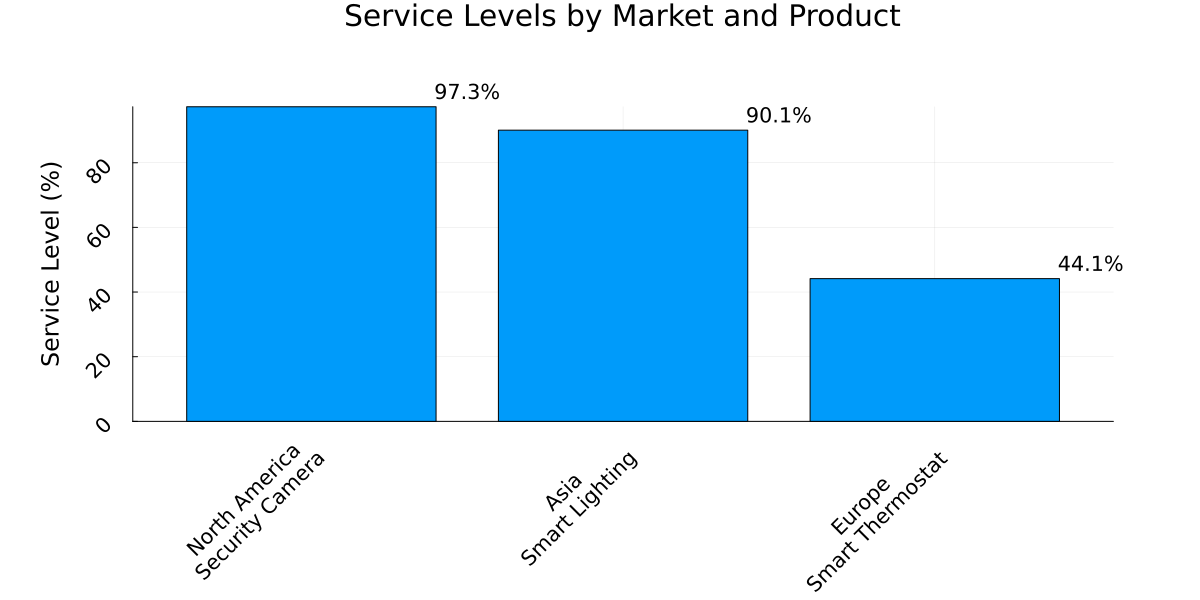 Service Levels by Market and Product
97.3%
90.1%
44.1%
Service Level (%)
80
60
40
20
0
North America
Security Camera
Asia
Smart Lighting
Europe
Smart Thermostat